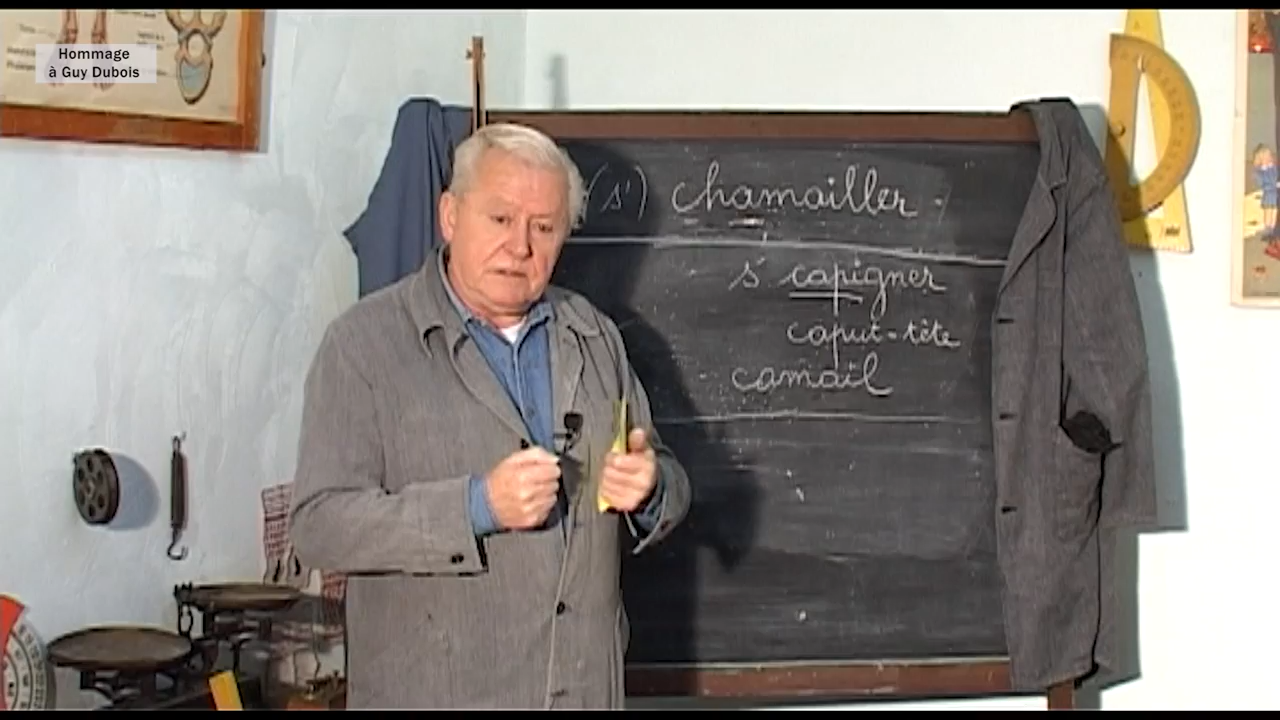 Hommage
à Guy Dubois
(s') chamailler.
s' capigner
caput-tête
camail